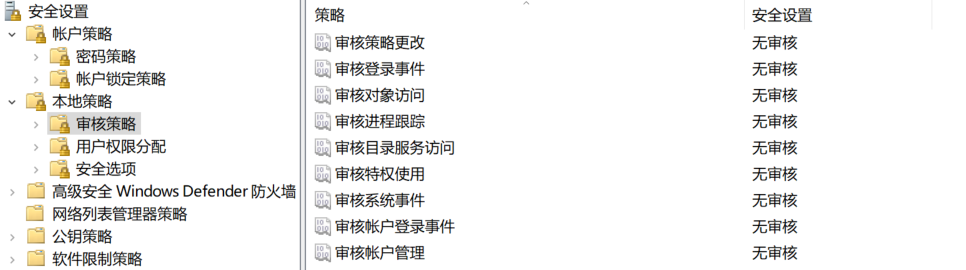 安全设置
帐户策略
密码策略
帐户锁定策略
本地策略
审核策略
用户权限分配
安全选项
高级安全 Windows Defender 防火墙
网络列表管理器策略
公钥策略
软件限制策略
策略 安全设置
审核策略更改 无审核
审核登录事件 无审核
审核对象访问 无审核
审核进程跟踪 无审核
审核目录服务访问 无审核
审核特权使用 无审核
审核系统事件 无审核
审核帐户登录事件 无审核
审核帐户管理 无审核